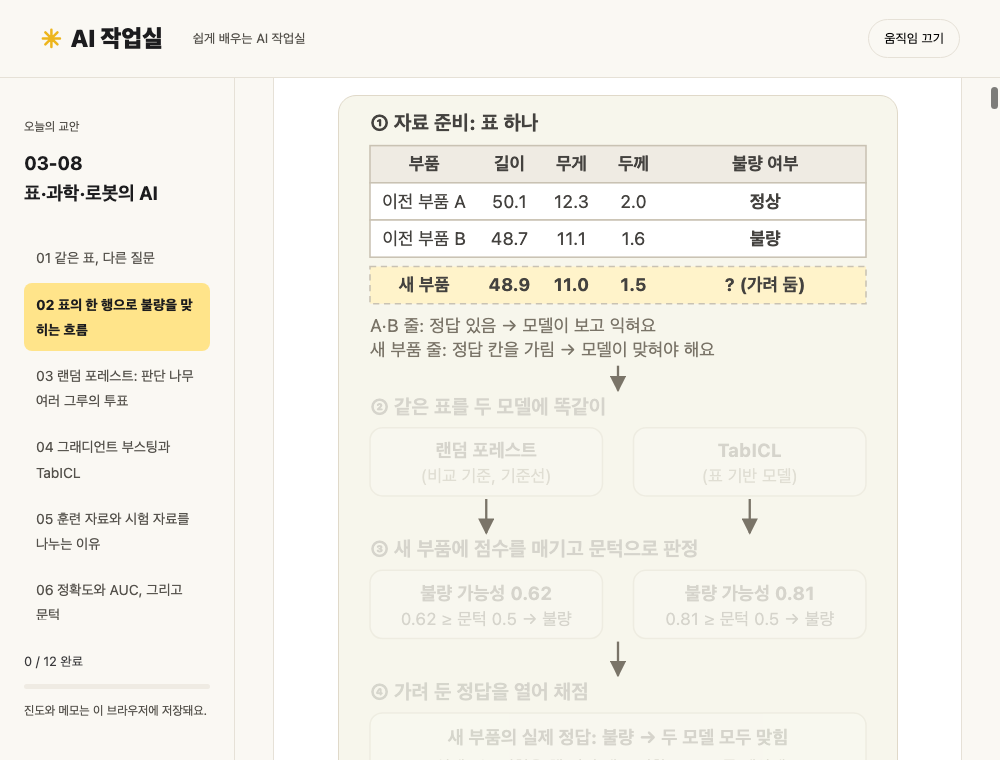 AI 작업실
쉽게 배우는 AI 작업실
움직임 끄기
오늘의 교안
03-08
표·과학·로봇의 AI
01 같은 표, 다른 질문
02 표의 한 행으로 불량을 맞
히는 흐름
03 랜덤 포레스트: 판단 나무
여러 그루의 투표
04 그래디언트 부스팅과
TabICL
05 훈련 자료와 시험 자료를
나누는 이유
06 정확도와 AUC, 그리고
문턱
0 / 12 완료
진도와 메모는 이 브라우저에 저장돼요.
① 자료 준비: 표 하나
부품 길이 무게 두께 불량 여부
이전 부품 A 50.1 12.3 2.0 정상
이전 부품 B 48.7 11.1 1.6 불량
새 부품 48.9 11.0 1.5 ? (가려 둠)
A·B 줄: 정답 있음 → 모델이 보고 익혀요
새 부품 줄: 정답 칸을 가림 → 모델이 맞혀야 해요
② 같은 표를 두 모델에 똑같이
랜덤 포레스트 TabICL
(비교 기준, 기준선) (표 기반 모델)
③ 새 부품에 점수를 매기고 문턱으로 판정
불량 가능성 0.62 불량 가능성 0.81
0.62 ≥ 문턱 0.5 → 불량 0.81 ≥ 문턱 0.5 → 불량
④ 가려 둔 정답을 열어 채점
새 부품의 실제 정답: 불량 → 두 모델 모두 맞힘